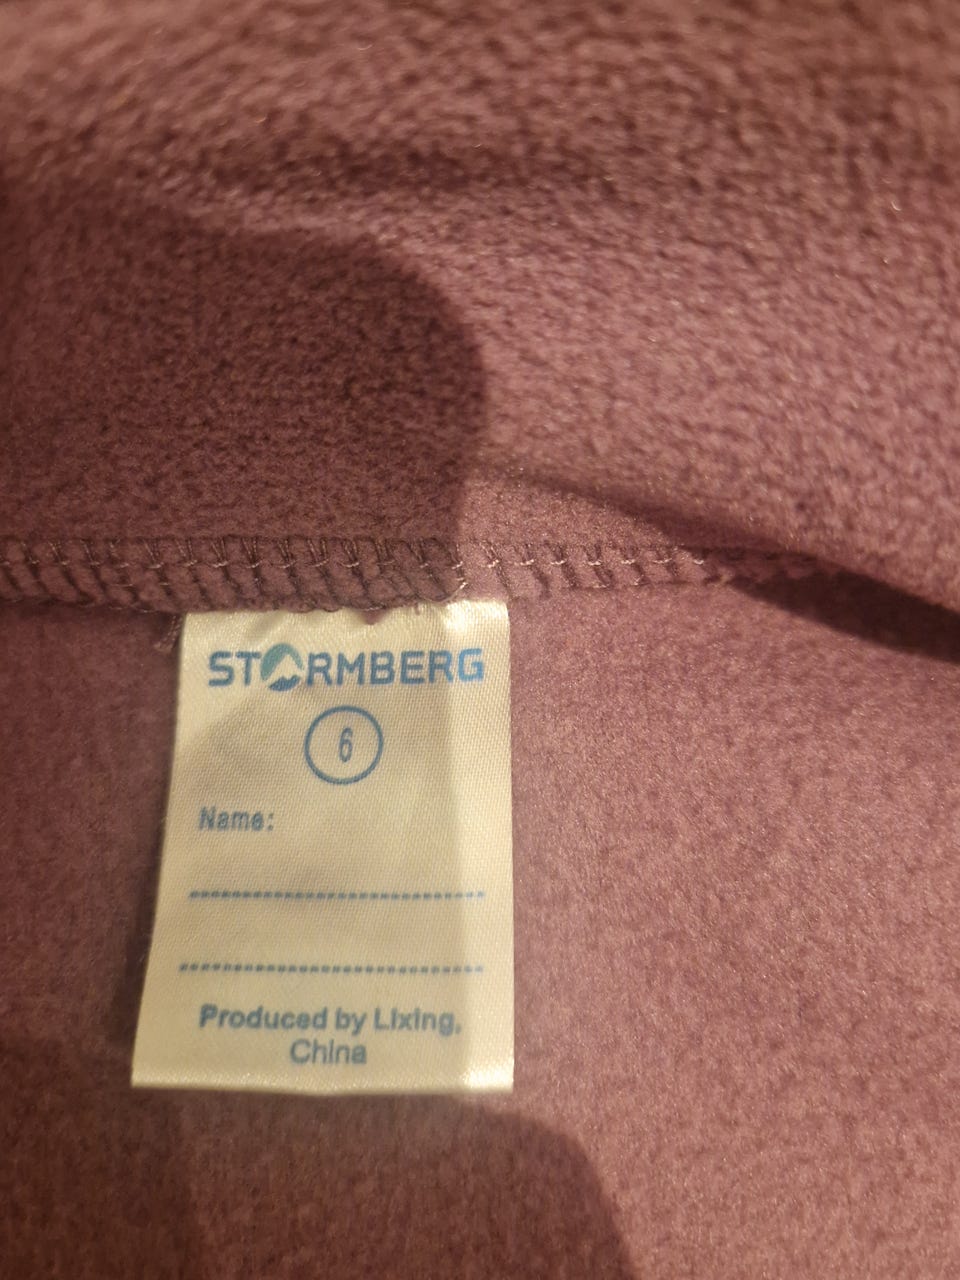 STORMBERG
6
Name:
Produced by Lixing,
China